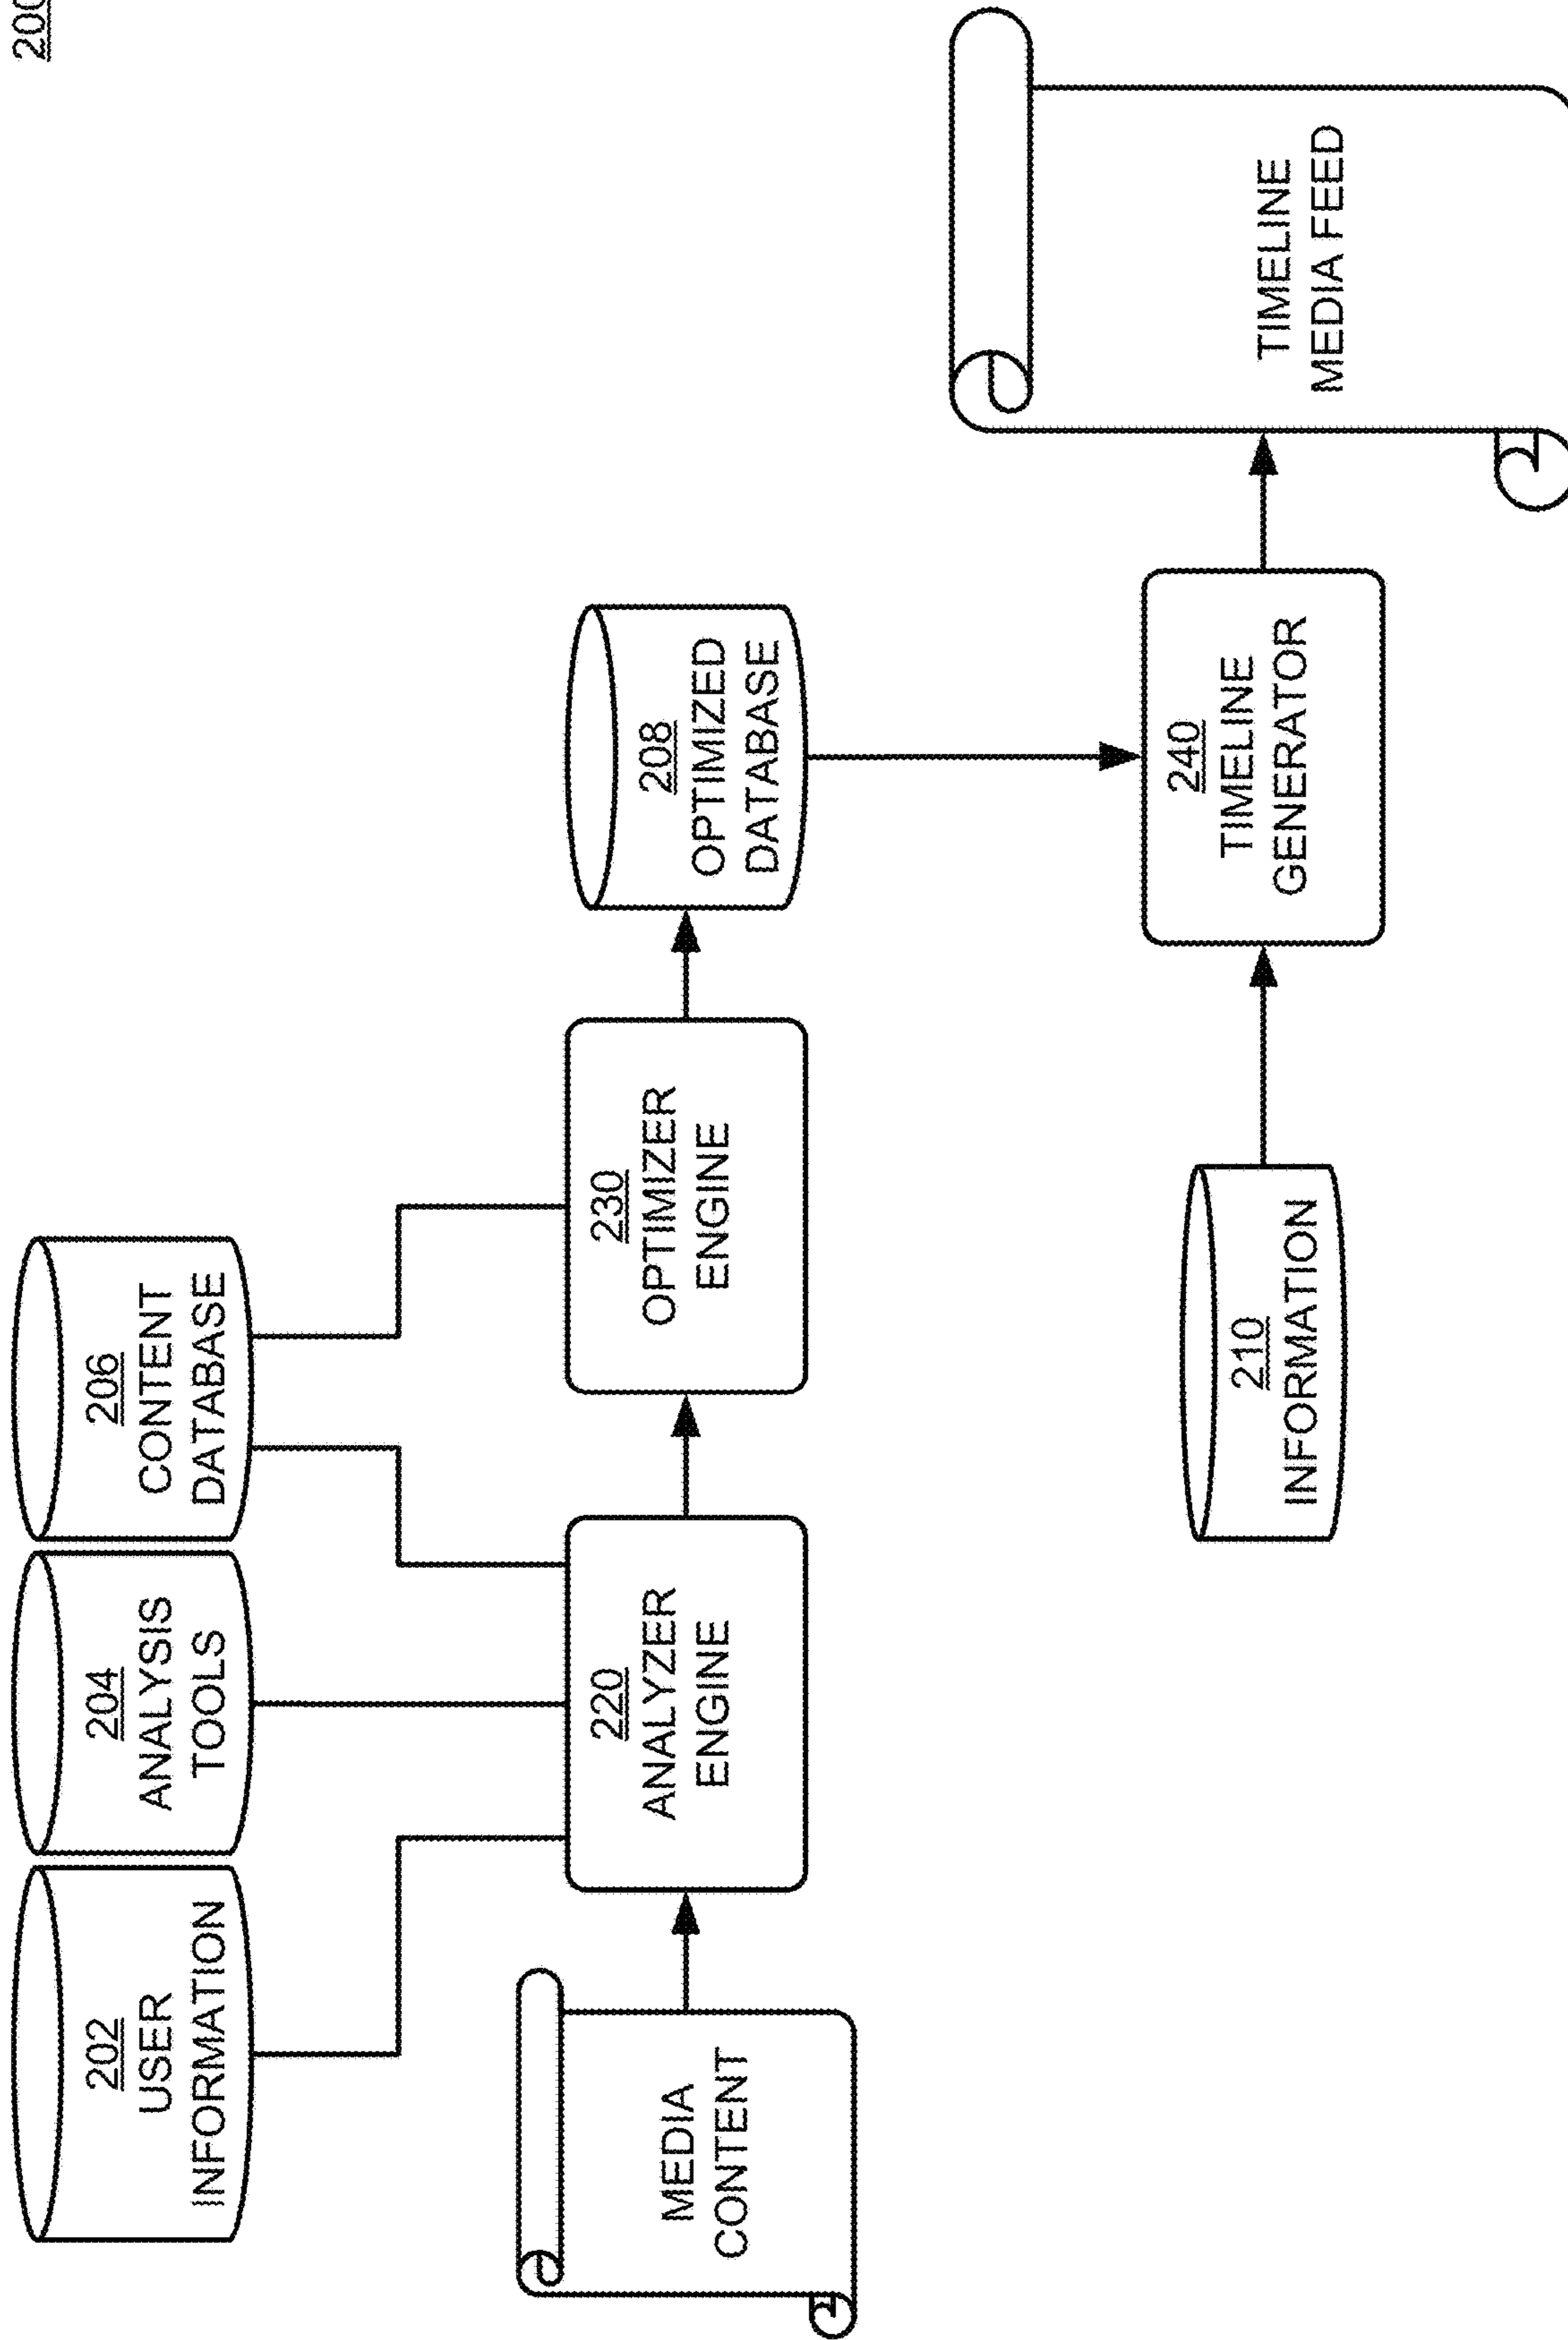 200
202
USER
INFORMATION
204
ANALYSIS
TOOLS
206
CONTENT
DATABASE
MEDIA
CONTENT
220
ANALYZER
ENGINE
230
OPTIMIZER
ENGINE
208
OPTIMIZED
DATABASE
210
INFORMATION
240
TIMELINE
GENERATOR
TIMELINE
MEDIA FEED